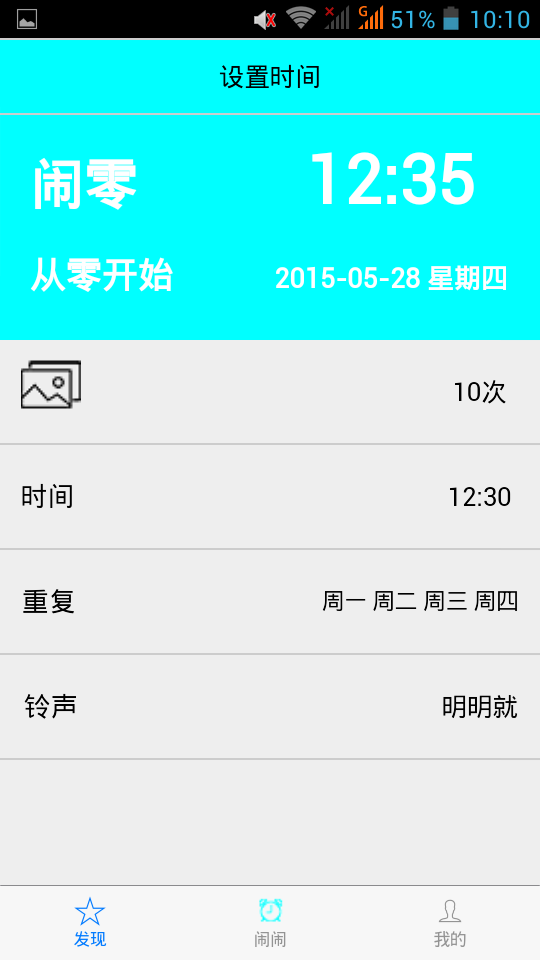 G 51% 10:10
设置时间
闹零 12:35
从零开始 2015-05-28 星期四
10次
时间 12:30
重复 周一 周二 周三 周四
铃声 明明就
发现 闹闹 我的